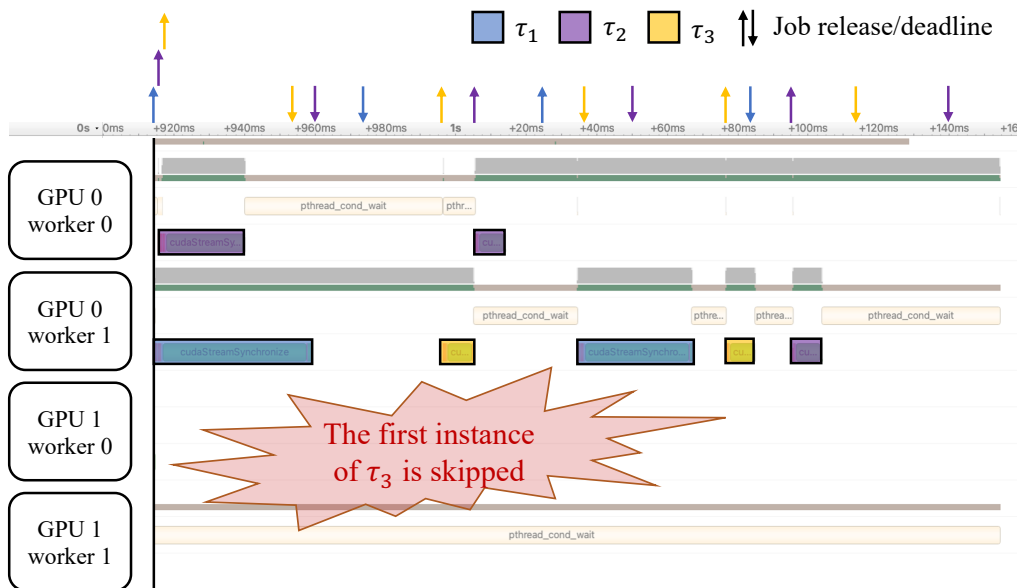 τ₁ τ₂ τ₃ Job release/deadline
0s · 0ms +920ms +940ms +960ms +980ms 1s +20ms +40ms +60ms +80ms +100ms +120ms +140ms +16
GPU 0
worker 0
pthread_cond_wait pthr...
cudaStreamSy... cu...
GPU 0
worker 1
pthread_cond_wait pthre... pthrea... pthread_cond_wait
cudaStreamSynchronize cu... cudaStreamSynchro... cu... cu...
GPU 1
worker 0
The first instance
of τ₃ is skipped
GPU 1
worker 1
pthread_cond_wait